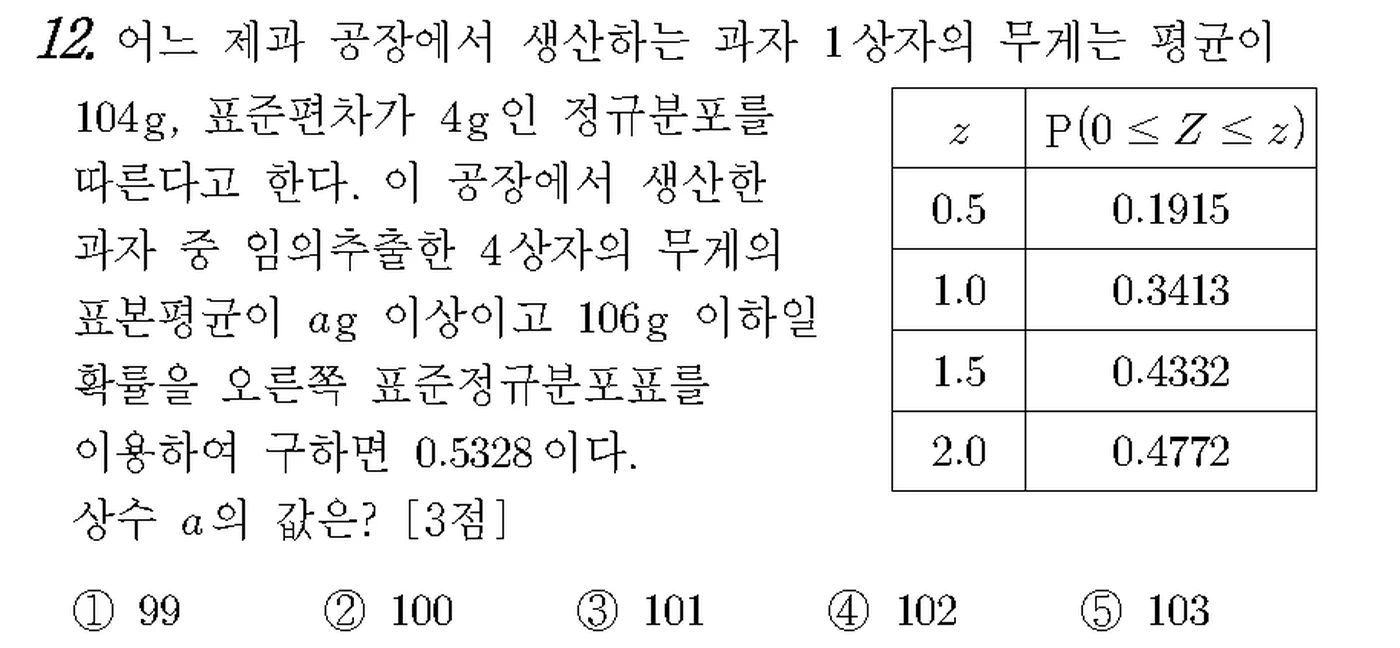 12. 어느 제과 공장에서 생산하는 과자 1상자의 무게는 평균이
104g, 표준편차가 4g인 정규분포를
따른다고 한다. 이 공장에서 생산한
과자 중 임의추출한 4상자의 무게의
표본평균이 ag 이상이고 106g 이하일
확률을 오른쪽 표준정규분포표를
이용하여 구하면 0.5328이다.
상수 a의 값은? [3점]
z P(0 ≤ Z ≤ z)
0.5 0.1915
1.0 0.3413
1.5 0.4332
2.0 0.4772
① 99 ② 100 ③ 101 ④ 102 ⑤ 103